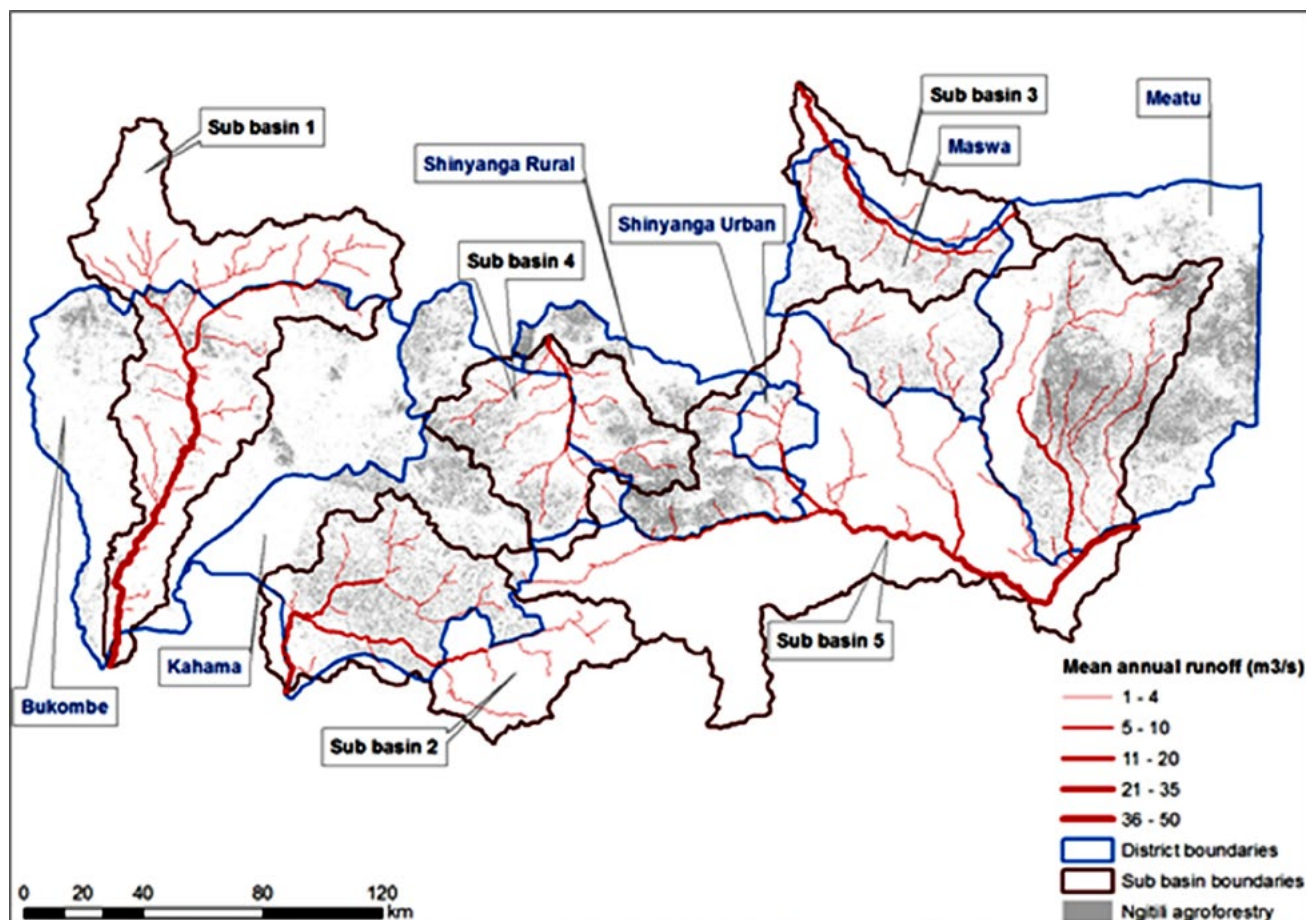 Sub basin 1
Sub basin 3
Meatu
Maswa
Shinyanga Rural
Shinyanga Urban
Sub basin 4
Kahama
Sub basin 5
Bukombe
Sub basin 2
Mean annual runoff (m3/s)
1 - 4
5 - 10
11 - 20
21 - 35
36 - 50
District boundaries
Sub basin boundaries
Ngitili agroforestry
0 20 40 80 120
km